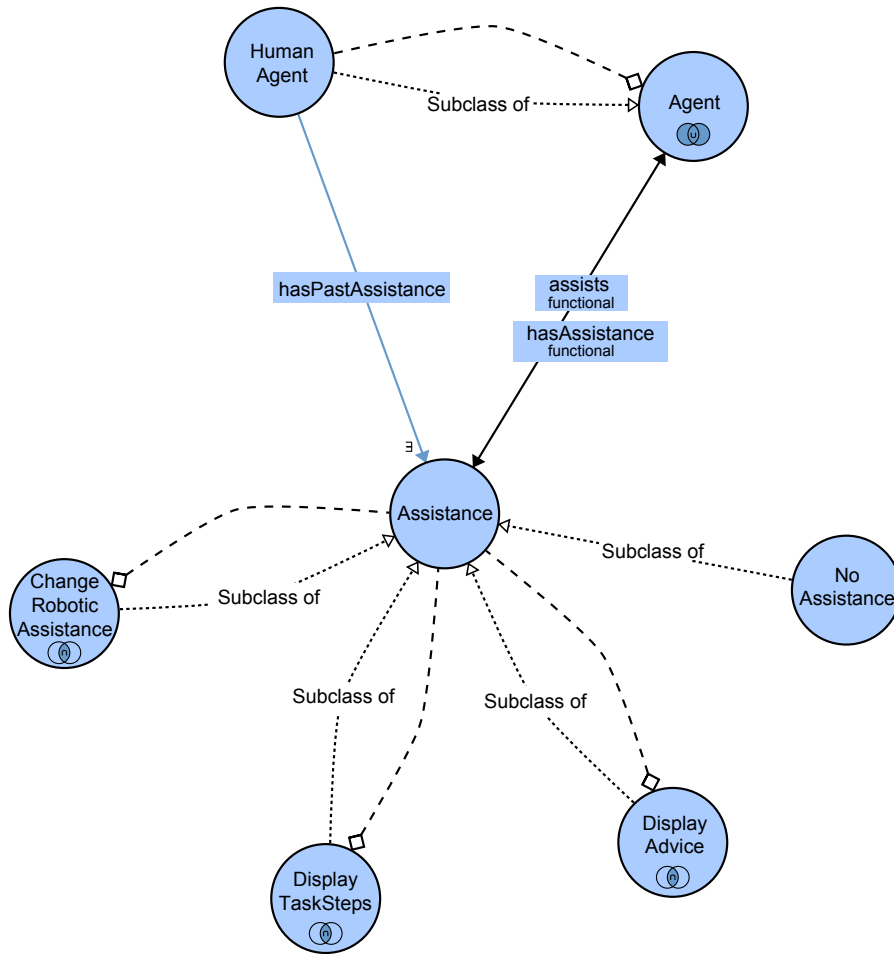 Human
Agent
Agent
Subclass of
hasPastAssistance
assists
functional
hasAssistance
functional
∃
Assistance
Subclass of
No
Assistance
Change
Robotic
Assistance
∩
Subclass of
Subclass of
Subclass of
Display
Advice
∩
Display
TaskSteps
∩